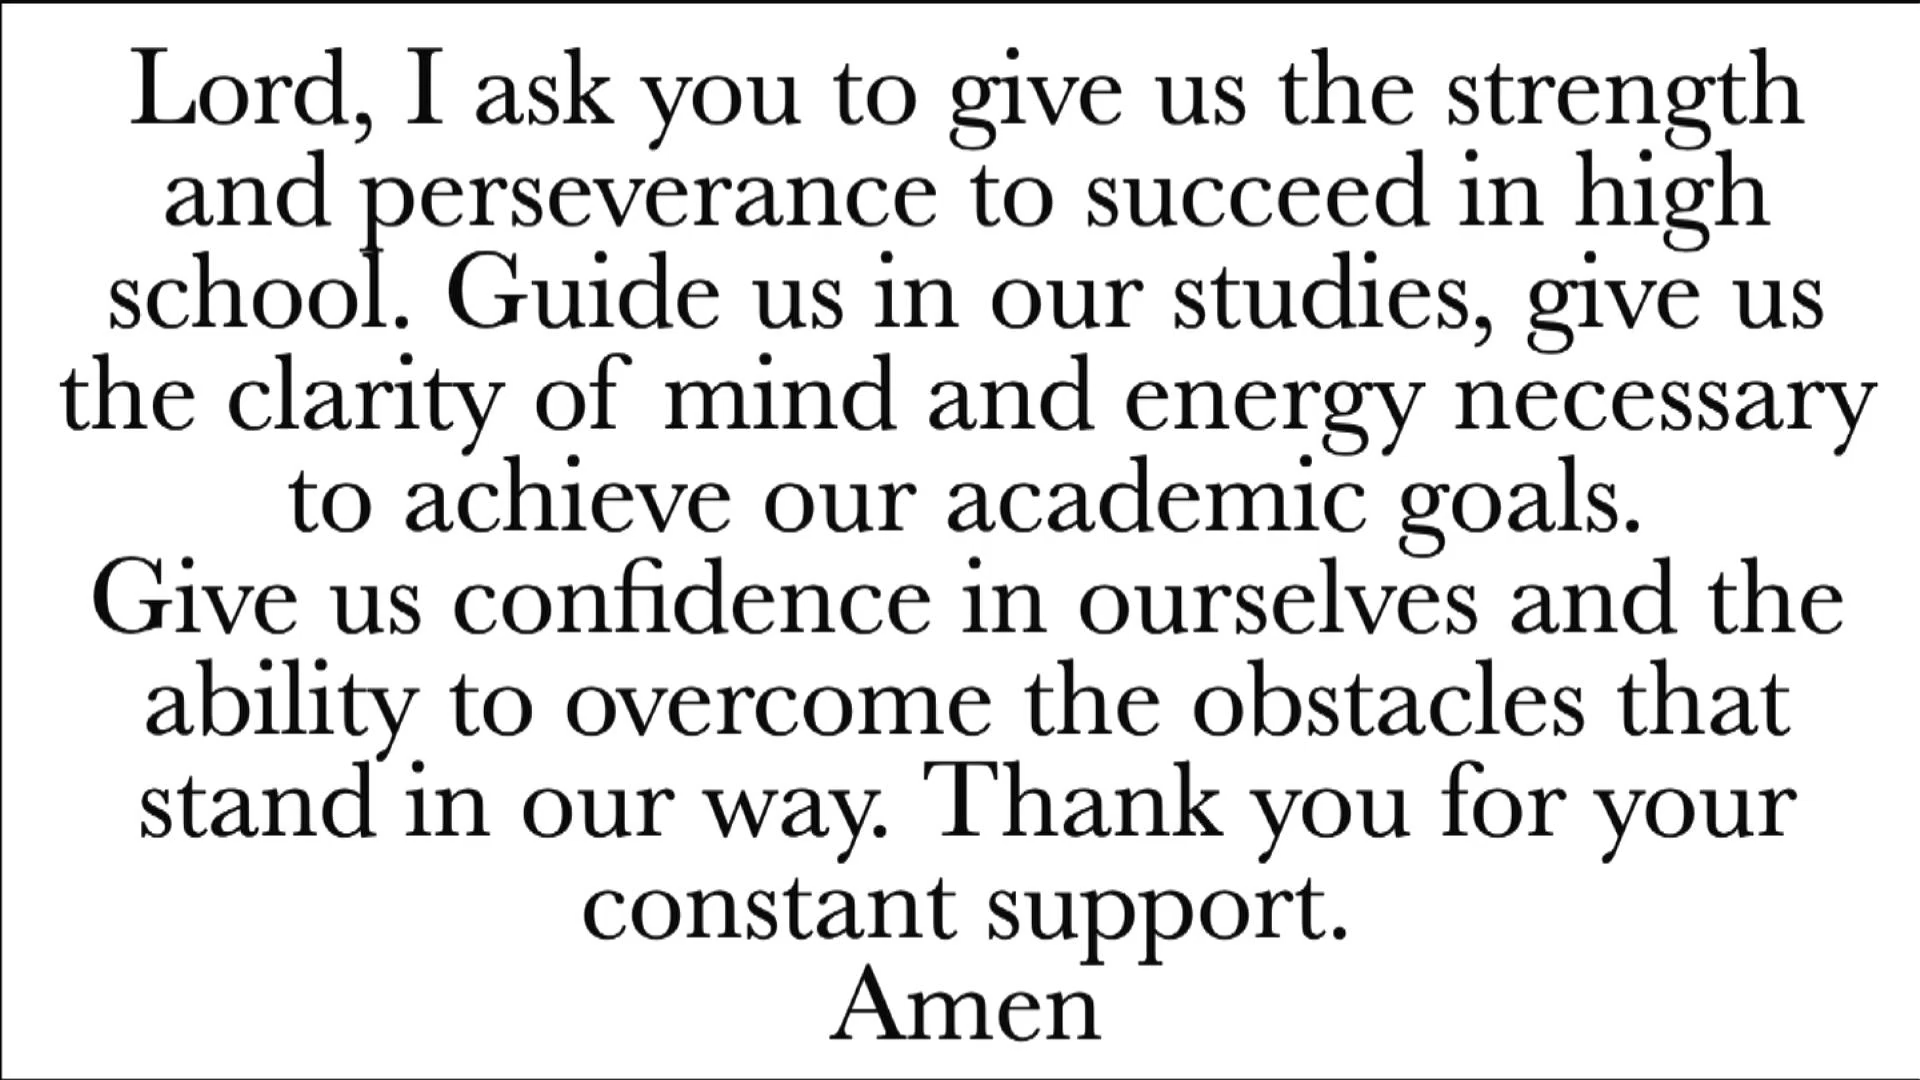 Lord, I ask you to give us the strength
and perseverance to succeed in high
school. Guide us in our studies, give us
the clarity of mind and energy necessary
to achieve our academic goals.
Give us confidence in ourselves and the
ability to overcome the obstacles that
stand in our way. Thank you for your
constant support.
Amen